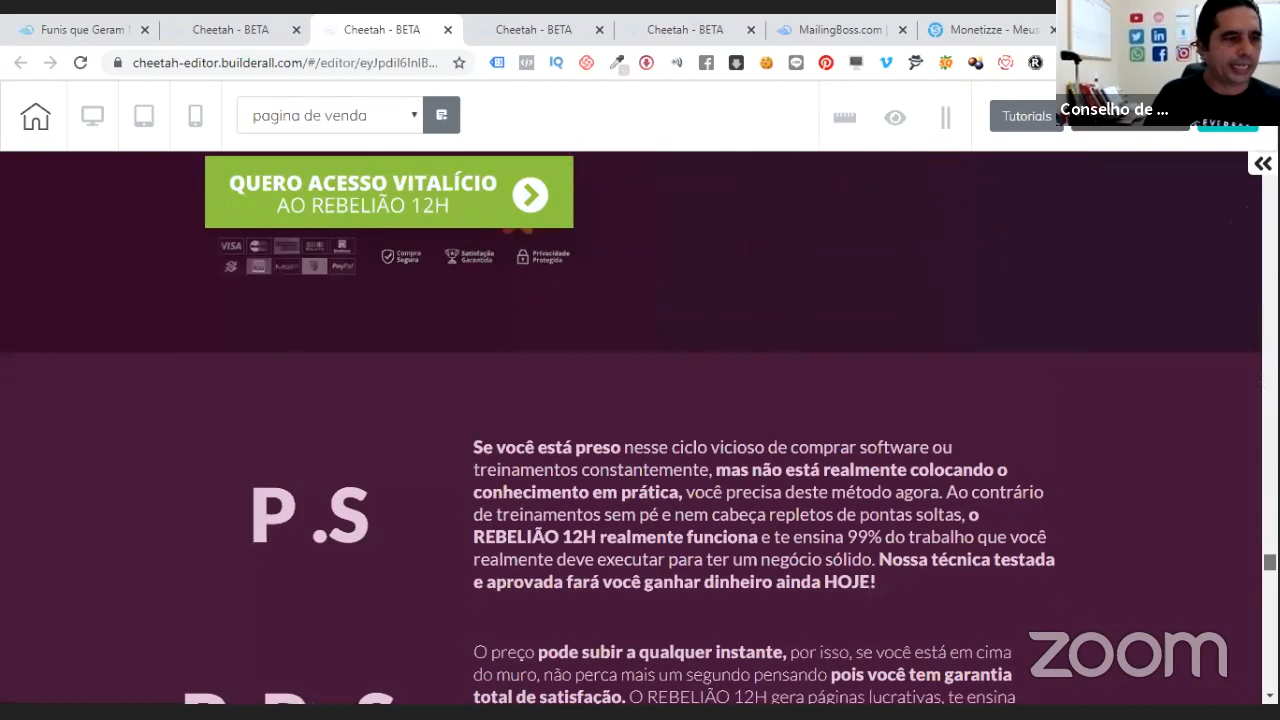 Funis que Geram
Cheetah - BETA
Cheetah - BETA
Cheetah - BETA
Cheetah - BETA
MailingBoss.com |
Monetizze - Meus
cheetah-editor.builderall.com/#/editor/eyJpdiI6InlB...
pagina de venda
Tutorials
Conselho de ...
QUERO ACESSO VITALÍCIO
AO REBELIÃO 12H
VISA
PayPal
Compra
Segura
Satisfação
Garantida
Privacidade
Protegida
P .S
Se você está preso nesse ciclo vicioso de comprar software ou
treinamentos constantemente, mas não está realmente colocando o
conhecimento em prática, você precisa deste método agora. Ao contrário
de treinamentos sem pé e nem cabeça repletos de pontas soltas, o
REBELIÃO 12H realmente funciona e te ensina 99% do trabalho que você
realmente deve executar para ter um negócio sólido. Nossa técnica testada
e aprovada fará você ganhar dinheiro ainda HOJE!
O preço pode subir a qualquer instante, por isso, se você está em cima
do muro, não perca mais um segundo pensando pois você tem garantia
total de satisfação. O REBELIÃO 12H gera páginas lucrativas, te ensina
zoom